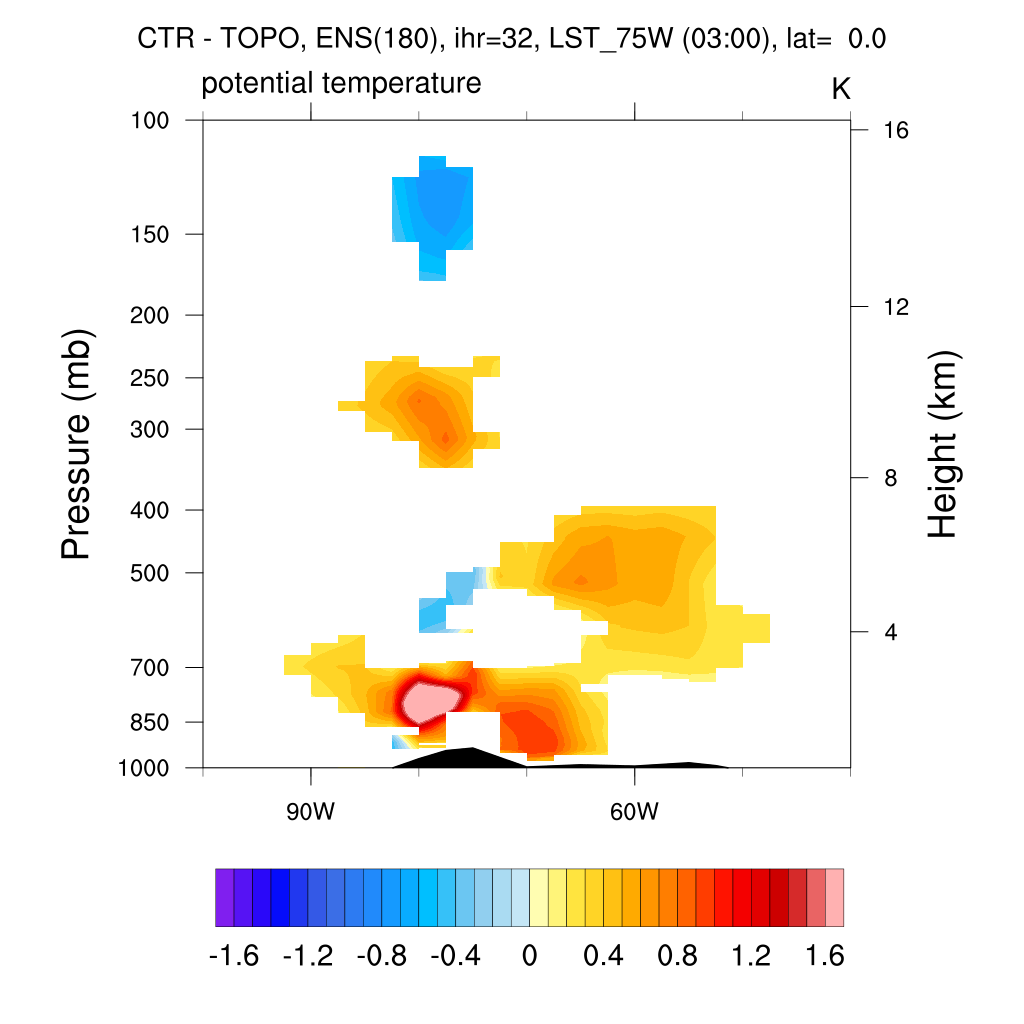 CTR - TOPO, ENS(180), ihr=32, LST_75W (03:00), lat=  0.0
potential temperature K
100
150
200
250
300
400
500
700
850
1000
Pressure (mb)
16
12
8
4
Height (km)
90W 60W
-1.6 -1.2 -0.8 -0.4 0 0.4 0.8 1.2 1.6